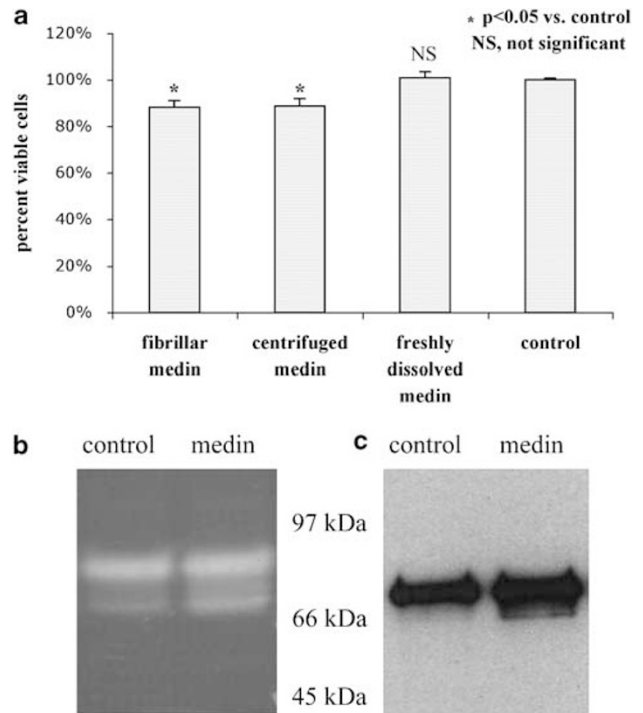 a
* p<0.05 vs. control
NS, not significant
percent viable cells
120%
100%
80%
60%
40%
20%
0%
*
*
NS
fibrillar
medin
centrifuged
medin
freshly
dissolved
medin
control
b
control medin
97 kDa
66 kDa
45 kDa
c
control medin